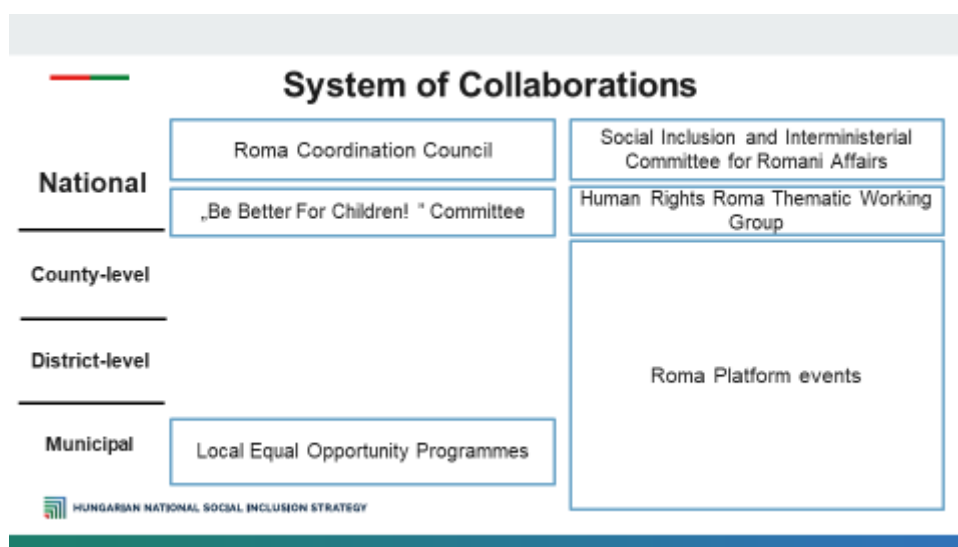 System of Collaborations
National
Roma Coordination Council
Social Inclusion and Interministerial
Committee for Romani Affairs
„Be Better For Children! " Committee
Human Rights Roma Thematic Working
Group
County-level
District-level
Roma Platform events
Municipal
Local Equal Opportunity Programmes
HUNGARIAN NATIONAL SOCIAL INCLUSION STRATEGY